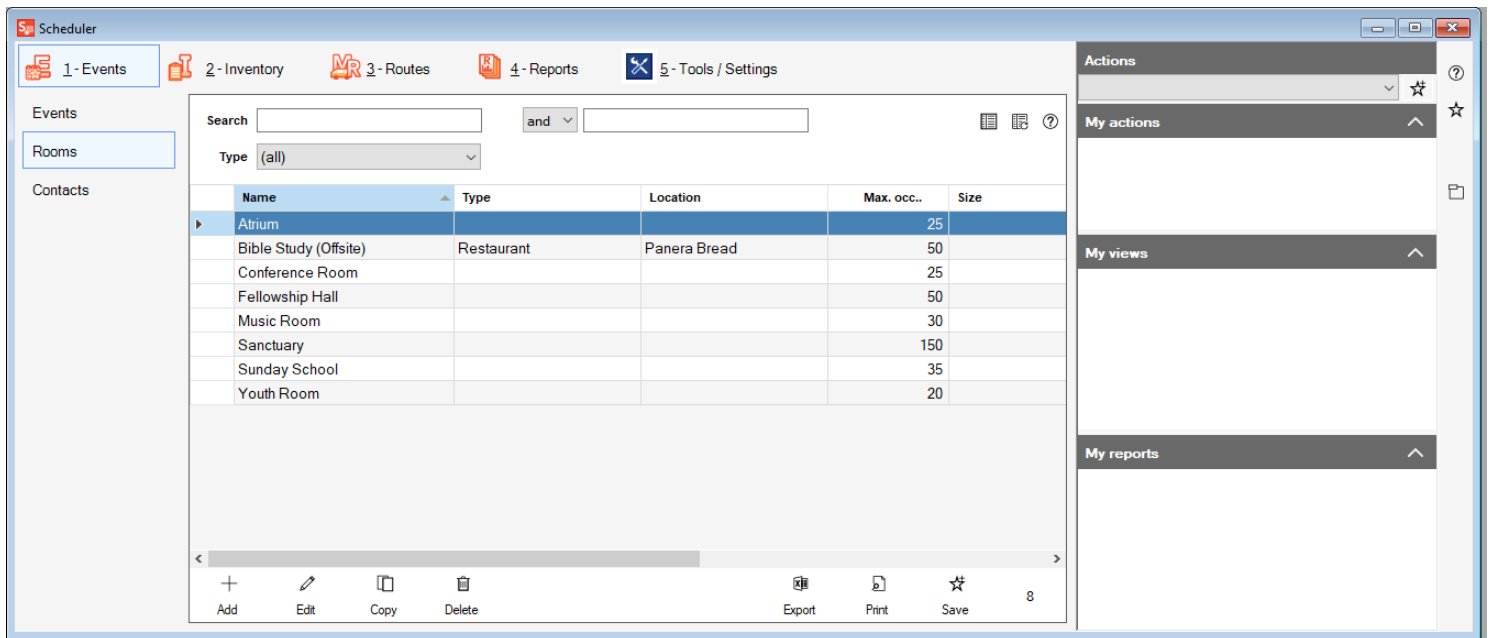 Scheduler
1 - Events 2 - Inventory 3 - Routes 4 - Reports 5 - Tools / Settings
Events
Rooms
Contacts
Search and
Type (all)
Name Type Location Max. occ.. Size
Atrium 25
Bible Study (Offsite) Restaurant Panera Bread 50
Conference Room 25
Fellowship Hall 50
Music Room 30
Sanctuary 150
Sunday School 35
Youth Room 20
Add Edit Copy Delete Export Print Save 8
Actions
My actions
My views
My reports